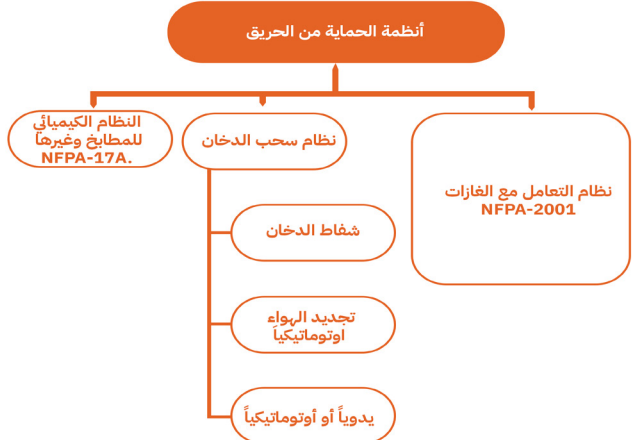 أنظمة الحماية من الحريق
نظام التعامل مع الغازات
NFPA-2001
نظام سحب الدخان
شفاط الدخان
تجديد الهواء
اوتوماتيكياً
يدوياً أو أوتوماتيكياً
النظام الكيميائي
للمطابخ وغيرها
NFPA-17A.